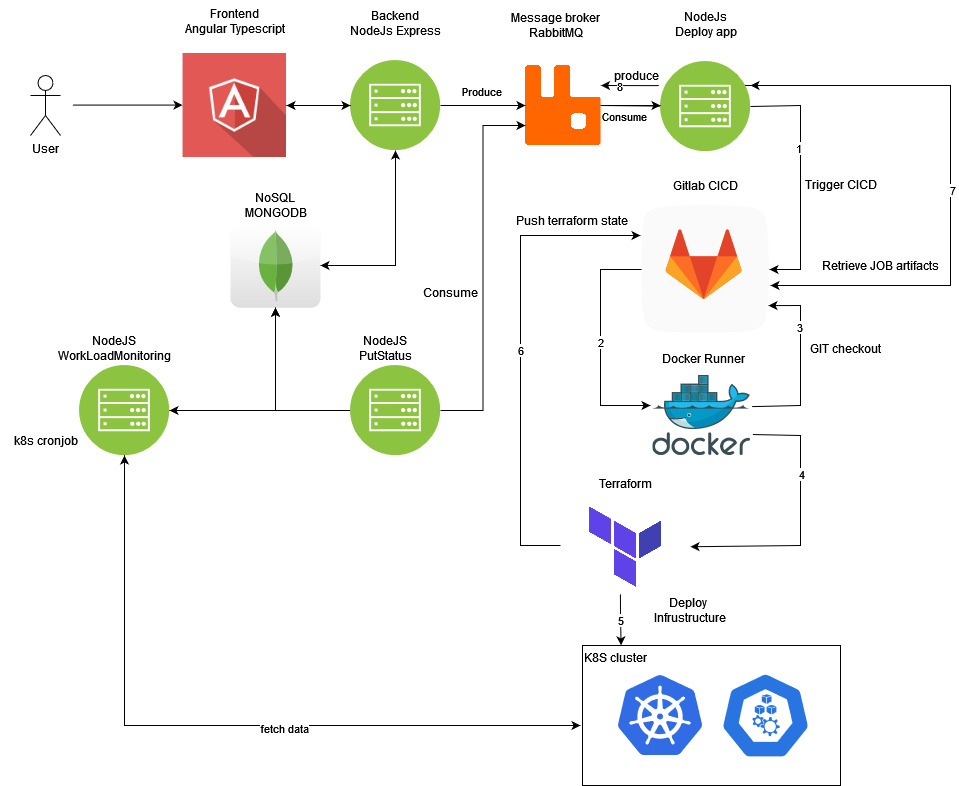 Frontend
Angular Typescript
Backend
NodeJs Express
Message broker
RabbitMQ
NodeJs
Deploy app
User
A
Produce
produce
8
Consume
1
Trigger CICD
7
Gitlab CICD
NoSQL
MONGODB
Push terraform state
Retrieve JOB artifacts
Consume
NodeJS
WorkLoadMonitoring
NodeJS
PutStatus
6
2
3
GIT checkout
Docker Runner
docker
k8s cronjob
4
Terraform
Deploy
Infrustructure
5
K8S cluster
fetch data